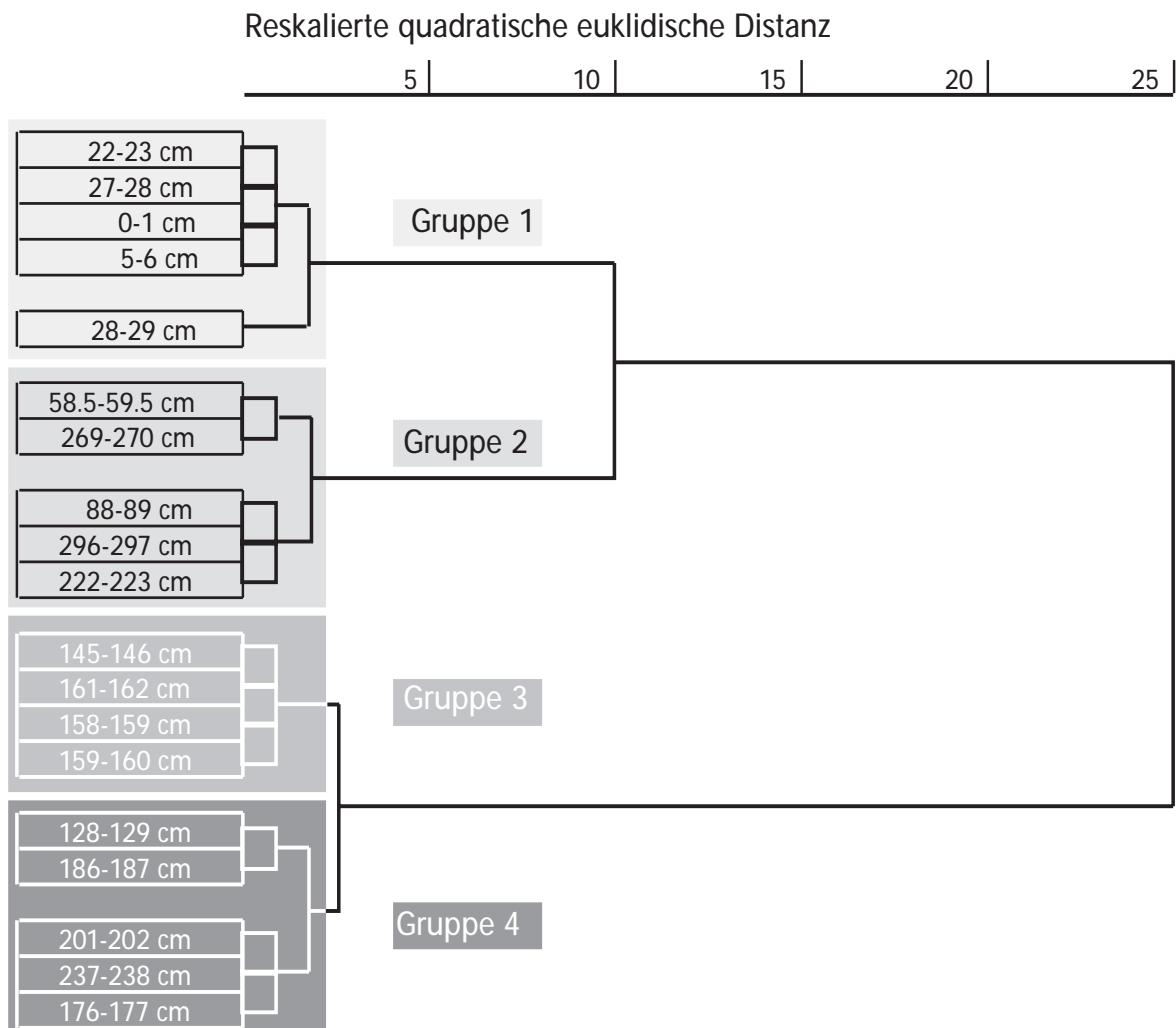 Reskalierte quadratische euklidische Distanz
5 10 15 20 25
22-23 cm
27-28 cm
0-1 cm
5-6 cm
28-29 cm
Gruppe 1
58.5-59.5 cm
269-270 cm
88-89 cm
296-297 cm
222-223 cm
Gruppe 2
145-146 cm
161-162 cm
158-159 cm
159-160 cm
Gruppe 3
128-129 cm
186-187 cm
201-202 cm
237-238 cm
176-177 cm
Gruppe 4